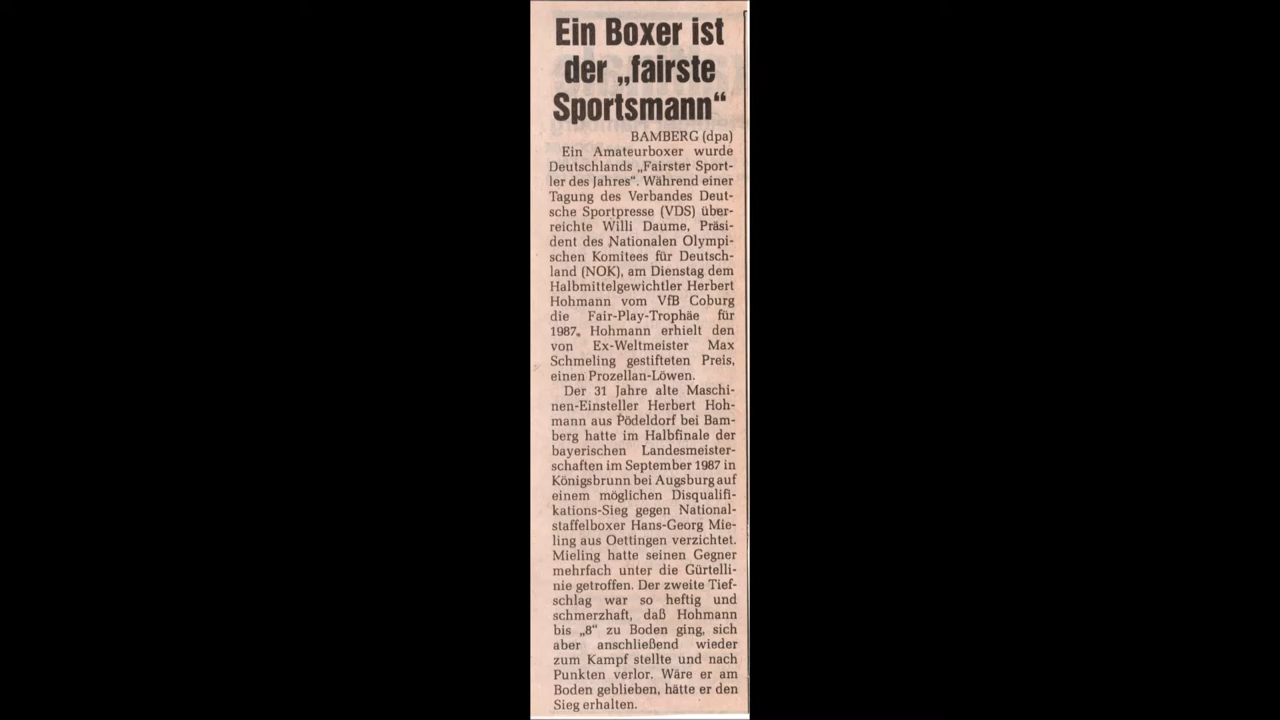 Ein Boxer ist
der „fairste
Sportsmann“
BAMBERG (dpa)
Ein Amateurboxer wurde
Deutschlands „Fairster Sport-
ler des Jahres“. Während einer
Tagung des Verbandes Deut-
sche Sportpresse (VDS) über-
reichte Willi Daume, Präsi-
dent des Nationalen Olympi-
schen Komitees für Deutsch-
land (NOK), am Dienstag dem
Halbmittelgewichtler Herbert
Hohmann vom VfB Coburg
die Fair-Play-Trophäe für
1987. Hohmann erhielt den
von Ex-Weltmeister Max
Schmeling gestifteten Preis,
einen Prozellan-Löwen.
Der 31 Jahre alte Maschi-
nen-Einsteller Herbert Hoh-
mann aus Pödeldorf bei Bam-
berg hatte im Halbfinale der
bayerischen Landesmeister-
schaften im September 1987 in
Königsbrunn bei Augsburg auf
einem möglichen Disqualifi-
kations-Sieg gegen National-
staffelboxer Hans-Georg Mie-
ling aus Oettingen verzichtet.
Mieling hatte seinen Gegner
mehrfach unter die Gürtelli-
nie getroffen. Der zweite Tief-
schlag war so heftig und
schmerzhaft, daß Hohmann
bis „8“ zu Boden ging, sich
aber anschließend wieder
zum Kampf stellte und nach
Punkten verlor. Wäre er am
Boden geblieben, hätte er den
Sieg erhalten.